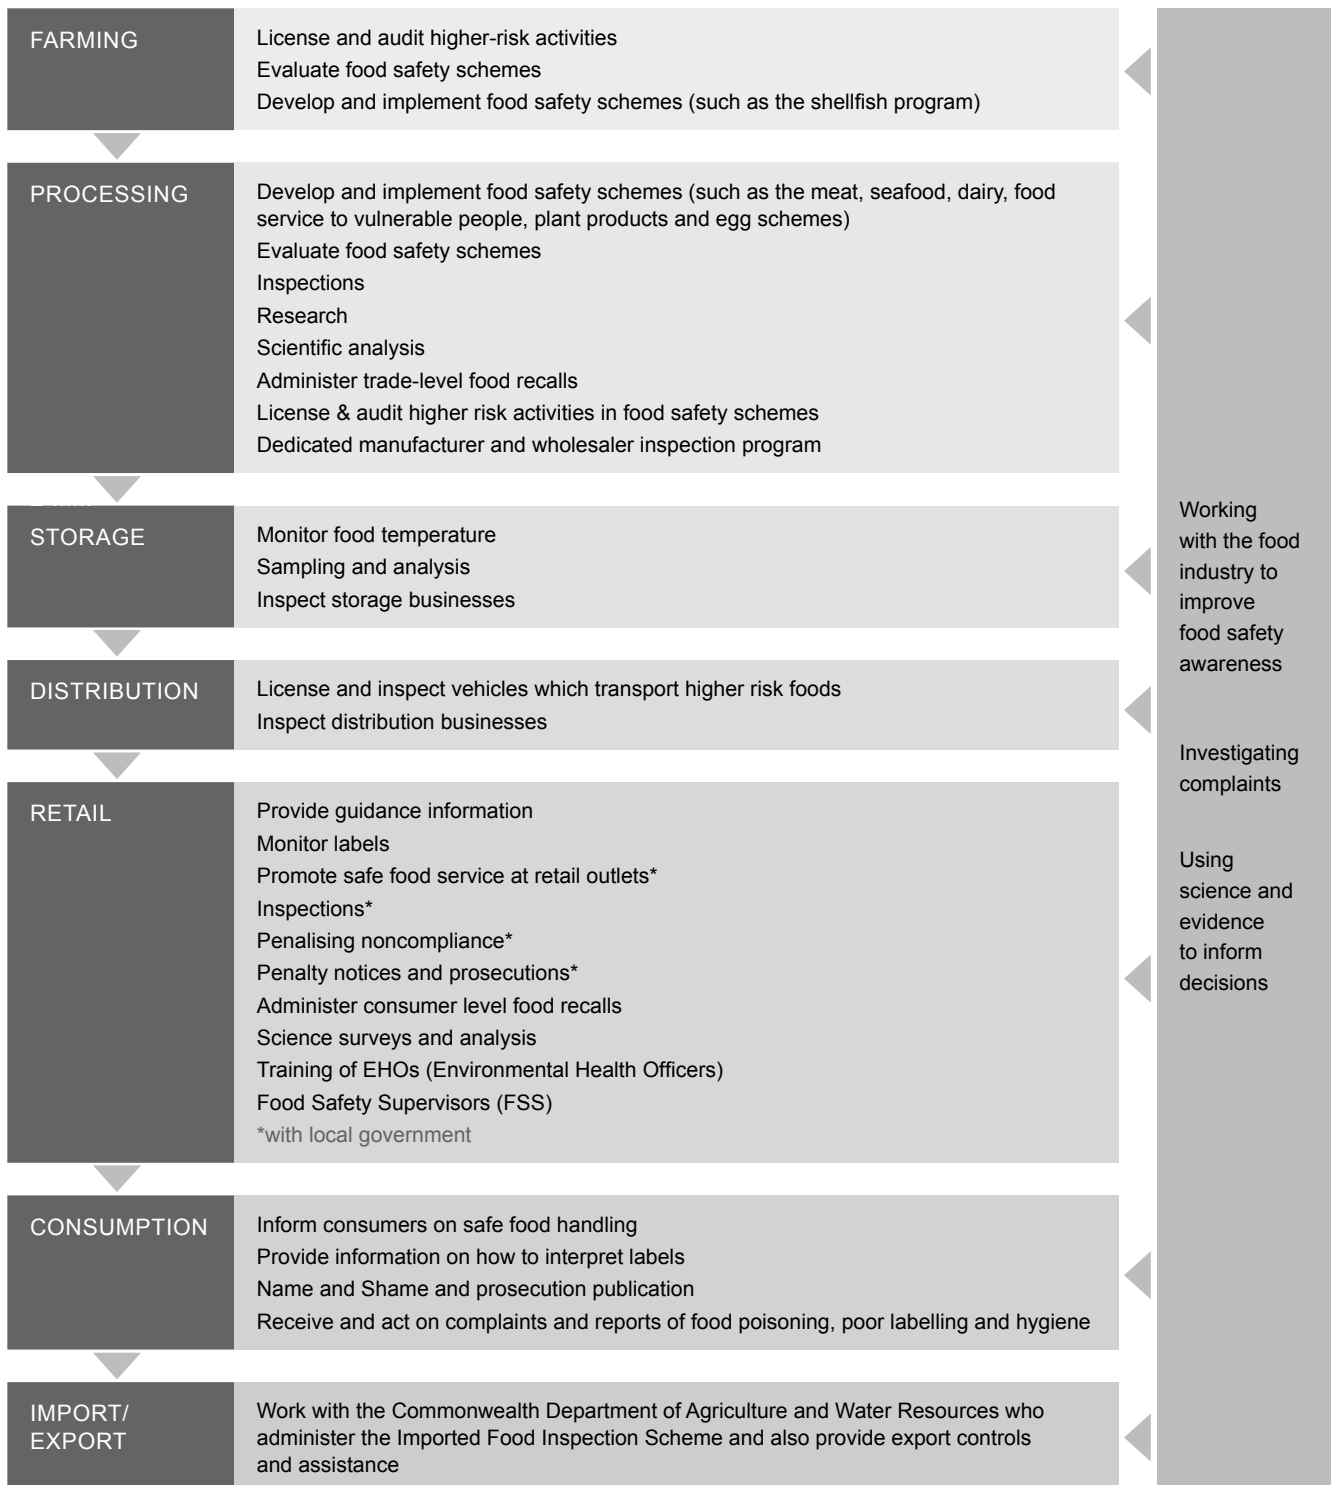 FARMING
License and audit higher-risk activities
Evaluate food safety schemes
Develop and implement food safety schemes (such as the shellfish program)
PROCESSING
Develop and implement food safety schemes (such as the meat, seafood, dairy, food
service to vulnerable people, plant products and egg schemes)
Evaluate food safety schemes
Inspections
Research
Scientific analysis
Administer trade-level food recalls
License & audit higher risk activities in food safety schemes
Dedicated manufacturer and wholesaler inspection program
STORAGE
Monitor food temperature
Sampling and analysis
Inspect storage businesses
DISTRIBUTION
License and inspect vehicles which transport higher risk foods
Inspect distribution businesses
RETAIL
Provide guidance information
Monitor labels
Promote safe food service at retail outlets*
Inspections*
Penalising noncompliance*
Penalty notices and prosecutions*
Administer consumer level food recalls
Science surveys and analysis
Training of EHOs (Environmental Health Officers)
Food Safety Supervisors (FSS)
*with local government
CONSUMPTION
Inform consumers on safe food handling
Provide information on how to interpret labels
Name and Shame and prosecution publication
Receive and act on complaints and reports of food poisoning, poor labelling and hygiene
IMPORT/
EXPORT
Work with the Commonwealth Department of Agriculture and Water Resources who
administer the Imported Food Inspection Scheme and also provide export controls
and assistance
Working
with the food
industry to
improve
food safety
awareness
Investigating
complaints
Using
science and
evidence
to inform
decisions